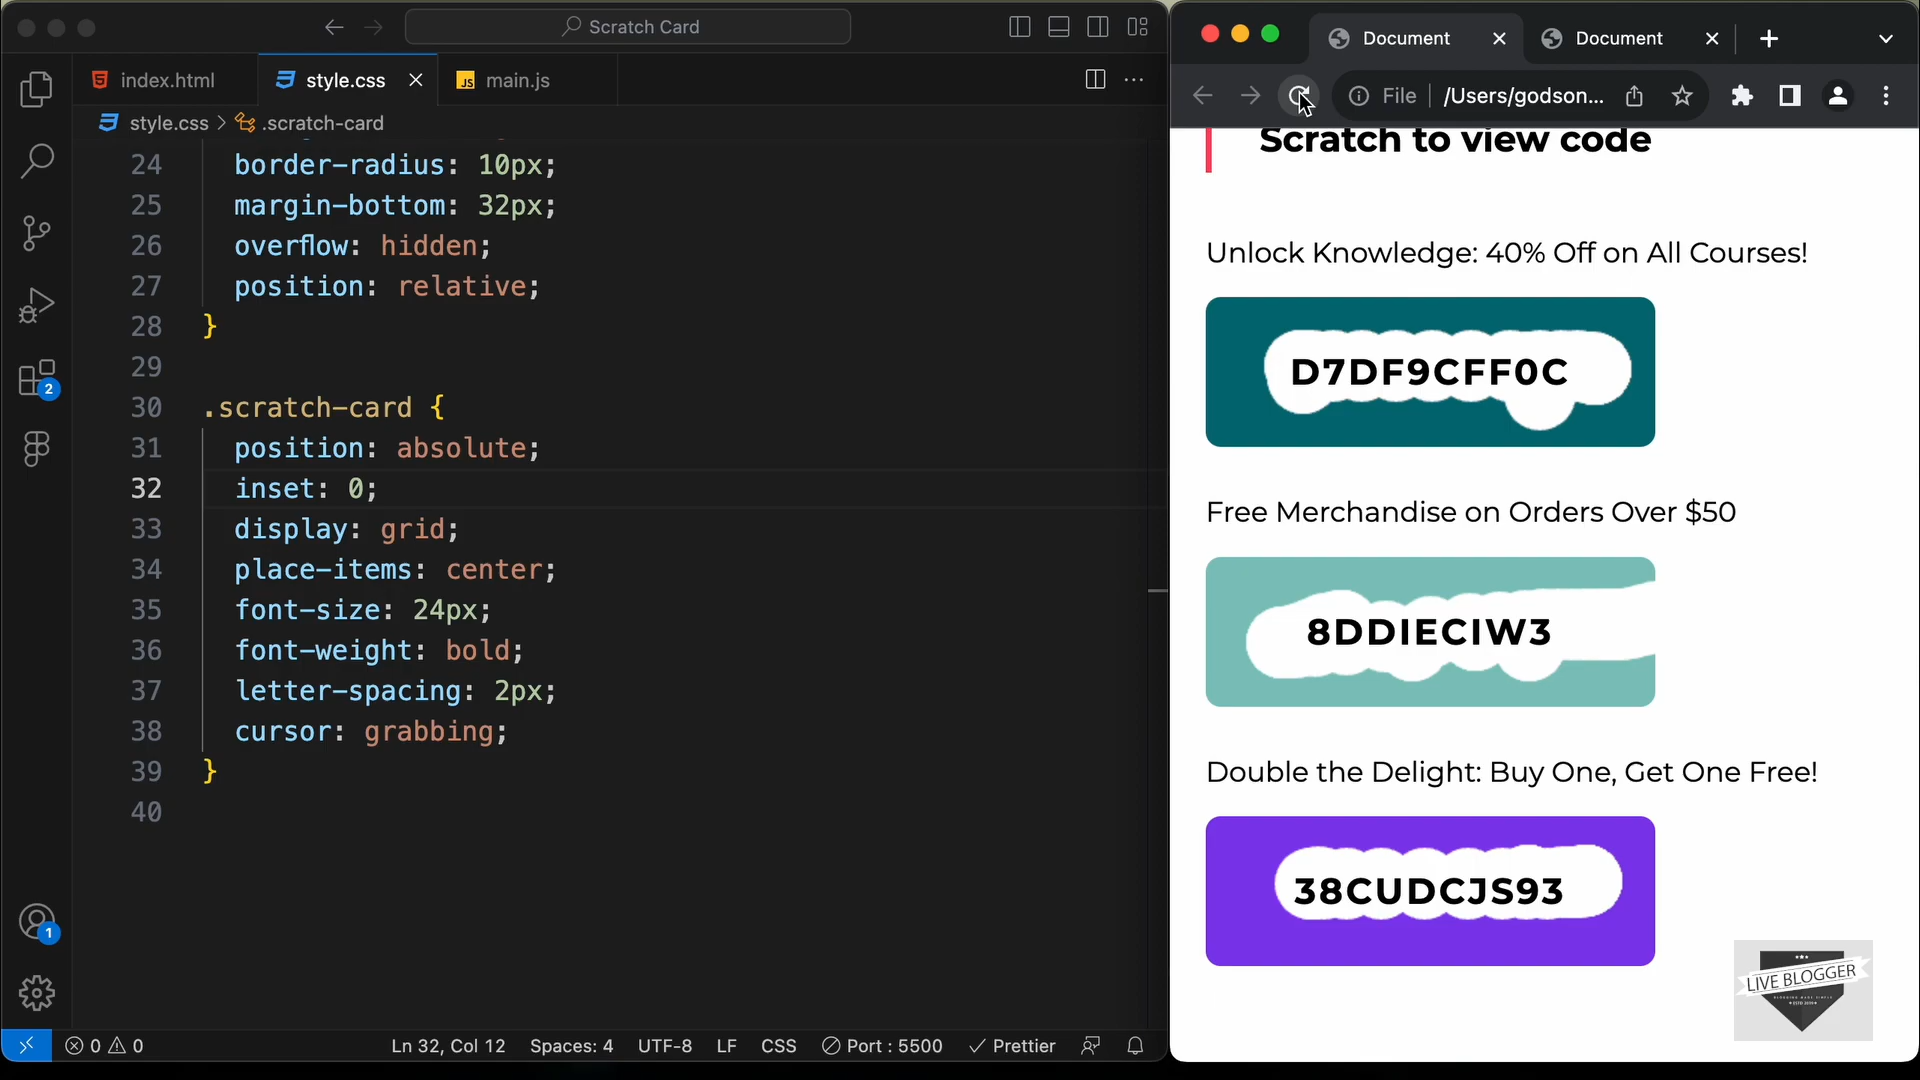 Scratch Card
index.html
style.css
main.js
style.css > .scratch-card
24 border-radius: 10px;
25 margin-bottom: 32px;
26 overflow: hidden;
27 position: relative;
28 }
29
30 .scratch-card {
31 position: absolute;
32 inset: 0;
33 display: grid;
34 place-items: center;
35 font-size: 24px;
36 font-weight: bold;
37 letter-spacing: 2px;
38 cursor: grabbing;
39 }
40
2
1
0 0
Ln 32, Col 12
Spaces: 4
UTF-8
LF
CSS
Port : 5500
Prettier
Document
Document
File
/Users/godson...
Scratch to view code
Unlock Knowledge: 40% Off on All Courses!
D7DF9CFF0C
Free Merchandise on Orders Over $50
8DDIECIW3
Double the Delight: Buy One, Get One Free!
38CUDCJS93
LIVE BLOGGER